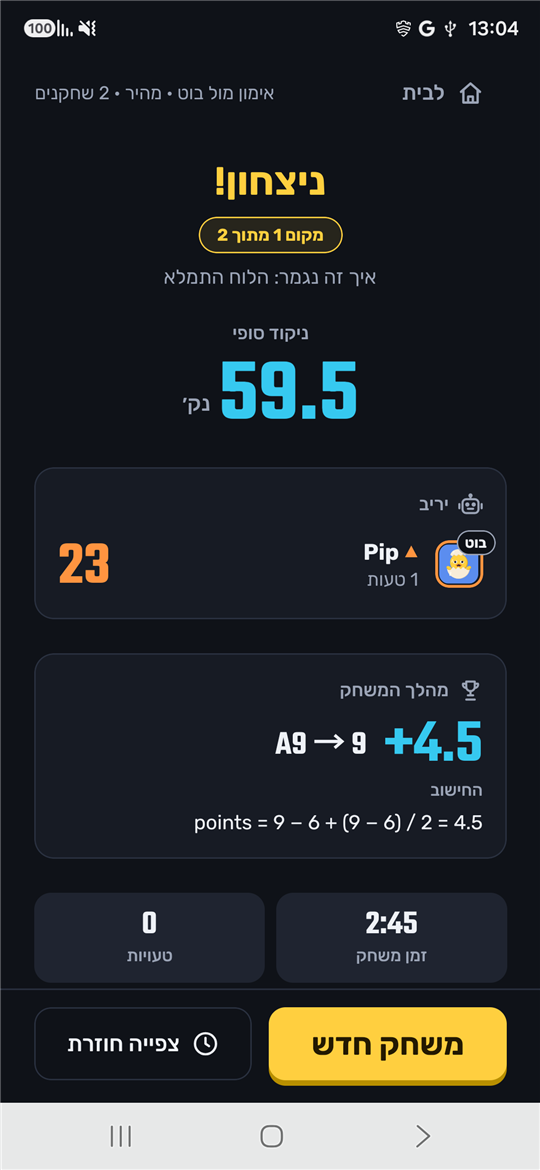 100
G
13:04
לבית
אימון מול בוט • מהיר • 2 שחקנים
ניצחון!
מקום 1 מתוך 2
איך זה נגמר: הלוח התמלא
ניקוד סופי
59.5 נק׳
יריב
בוט
Pip
1 טעות
23
מהלך המשחק
+4.5
A9 → 9
החישוב
points = 9 − 6 + (9 − 6) / 2 = 4.5
2:45
זמן משחק
0
טעויות
משחק חדש
צפייה חוזרת